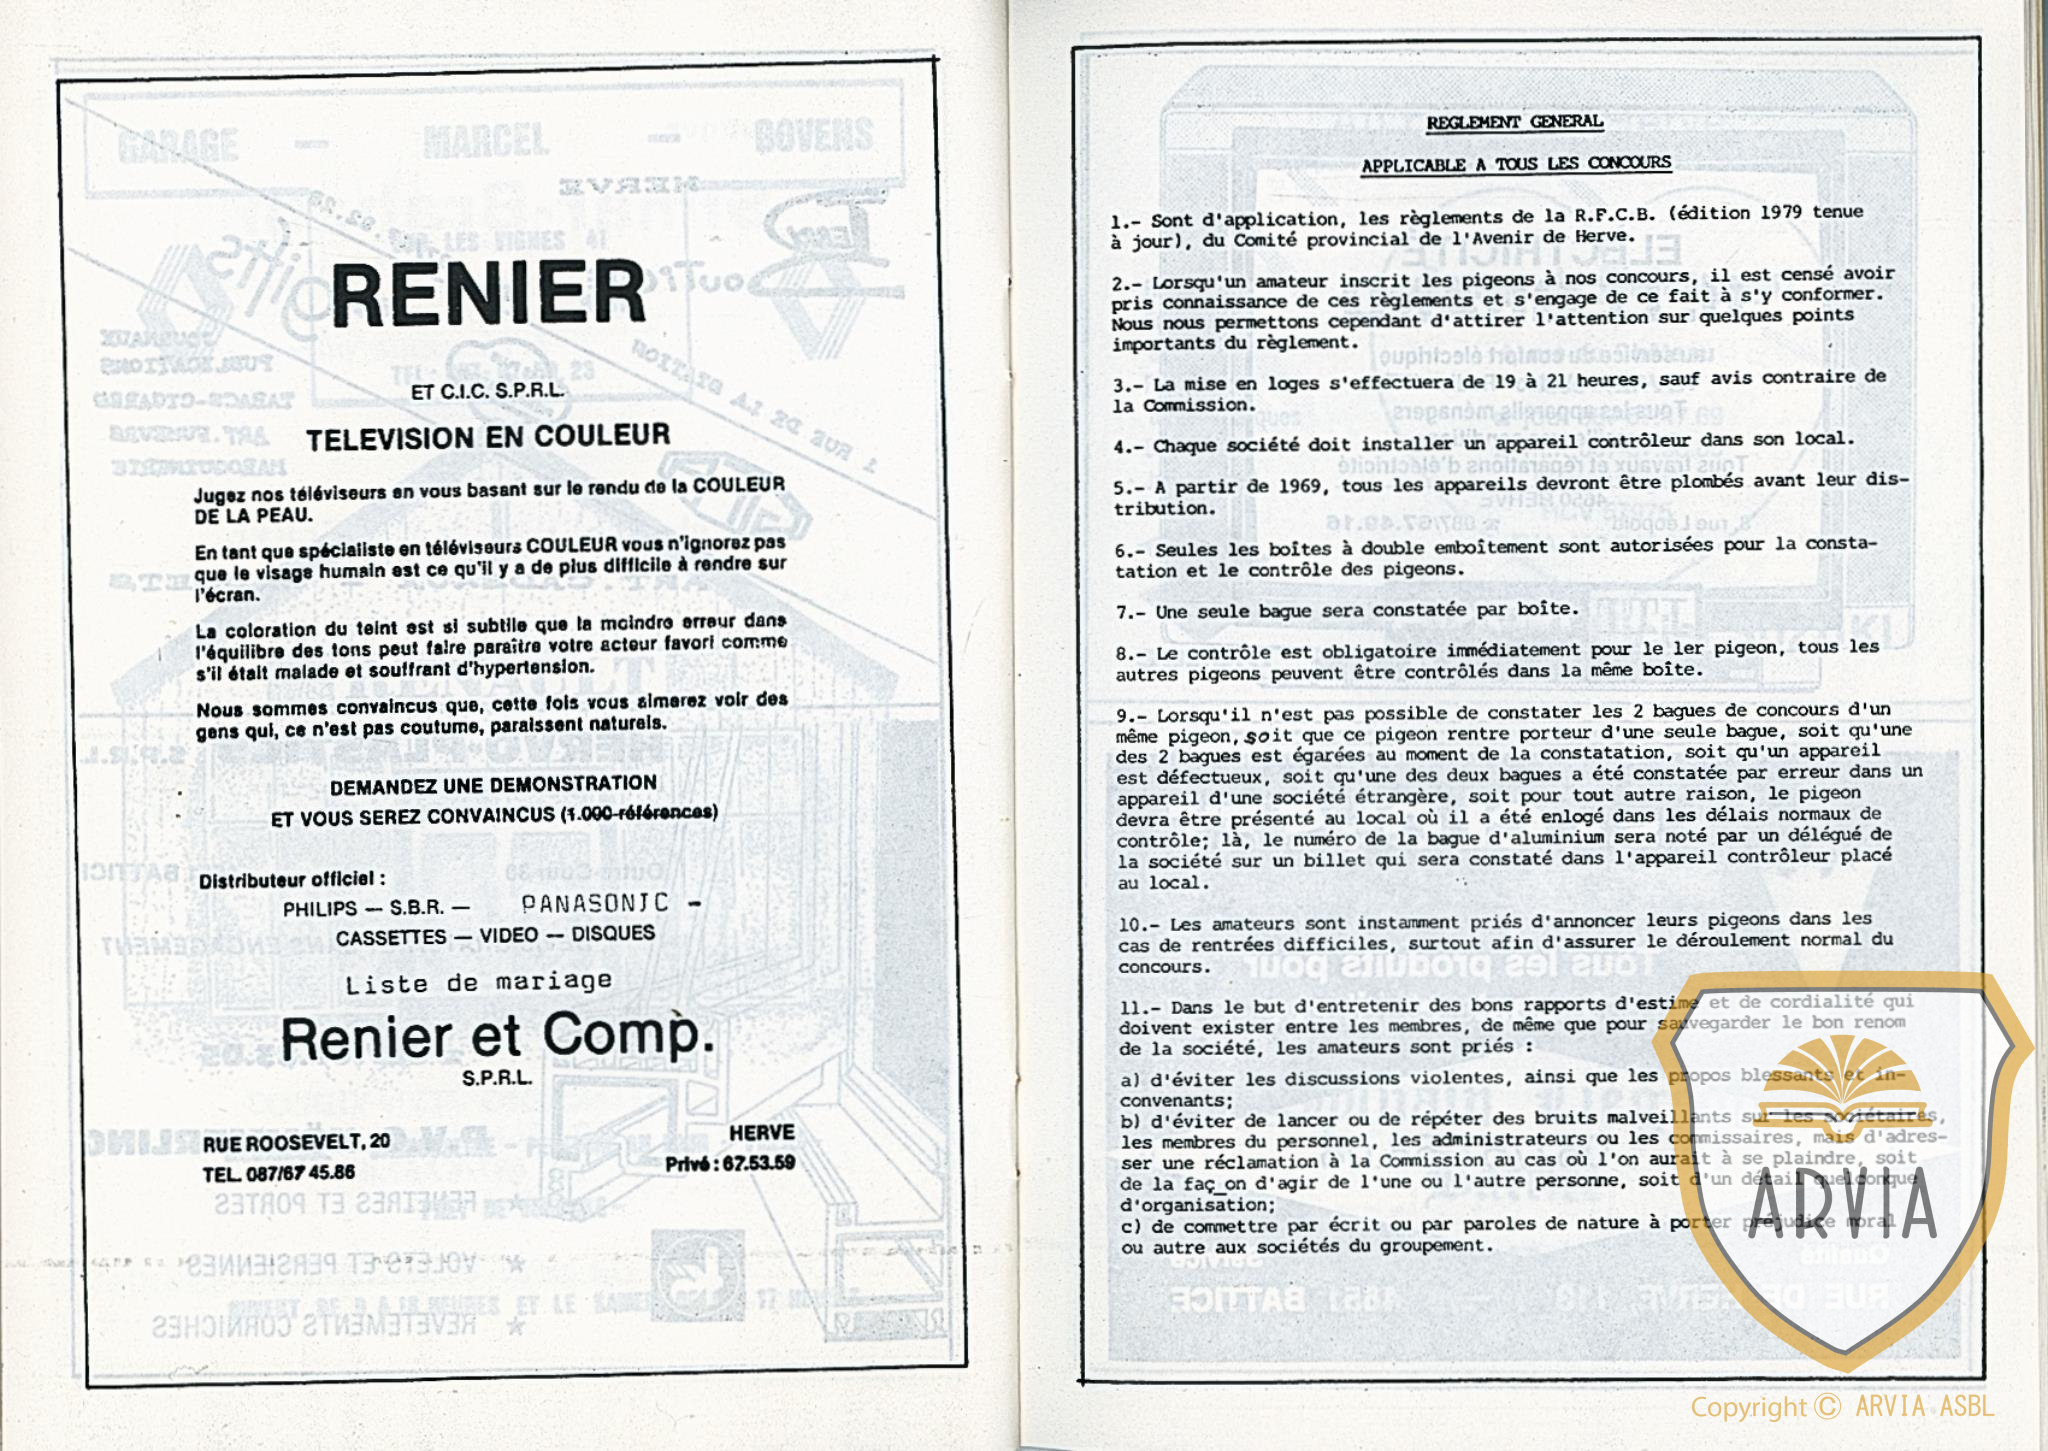 RENIER
ET C.I.C. S.P.R.L.
TELEVISION EN COULEUR
Jugez nos téléviseurs en vous basant sur le rendu de la COULEUR
DE LA PEAU.
En tant que spécialiste en téléviseurs COULEUR vous n'ignorez pas
que le visage humain est ce qu'il y a de plus difficile à rendre sur
l'écran.
La coloration du teint est si subtile que la moindre erreur dans
l'équilibre des tons peut faire paraître votre acteur favori comme
s'il était malade et souffrant d'hypertension.
Nous sommes convaincus que, cette fois vous aimerez voir des
gens qui, ce n'est pas coutume, paraissent naturels.
DEMANDEZ UNE DEMONSTRATION
ET VOUS SEREZ CONVAINCUS (1.000 références)
Distributeur officiel :
PHILIPS — S.B.R. — PANASONIC -
CASSETTES — VIDEO — DISQUES
Liste de mariage
Renier et Comp.
S.P.R.L.
RUE ROOSEVELT, 20 HERVE
TEL. 087/67 45.86 Privé : 67.53.59
REGLEMENT GENERAL
APPLICABLE A TOUS LES CONCOURS
1.- Sont d'application, les règlements de la R.F.C.B. (édition 1979 tenue
à jour), du Comité provincial de l'Avenir de Herve.
2.- Lorsqu'un amateur inscrit les pigeons à nos concours, il est censé avoir
pris connaissance de ces règlements et s'engage de ce fait à s'y conformer.
Nous nous permettons cependant d'attirer l'attention sur quelques points
importants du règlement.
3.- La mise en loges s'effectuera de 19 à 21 heures, sauf avis contraire de
la Commission.
4.- Chaque société doit installer un appareil contrôleur dans son local.
5.- A partir de 1969, tous les appareils devront être plombés avant leur dis-
tribution.
6.- Seules les boîtes à double emboîtement sont autorisées pour la consta-
tation et le contrôle des pigeons.
7.- Une seule bague sera constatée par boîte.
8.- Le contrôle est obligatoire immédiatement pour le 1er pigeon, tous les
autres pigeons peuvent être contrôlés dans la même boîte.
9.- Lorsqu'il n'est pas possible de constater les 2 bagues de concours d'un
même pigeon, soit que ce pigeon rentre porteur d'une seule bague, soit qu'une
des 2 bagues est égarées au moment de la constatation, soit qu'un appareil
est défectueux, soit qu'une des deux bagues a été constatée par erreur dans un
appareil d'une société étrangère, soit pour tout autre raison, le pigeon
devra être présenté au local où il a été enlogé dans les délais normaux de
contrôle; là, le numéro de la bague d'aluminium sera noté par un délégué de
la société sur un billet qui sera constaté dans l'appareil contrôleur placé
au local.
10.- Les amateurs sont instamment priés d'annoncer leurs pigeons dans les
cas de rentrées difficiles, surtout afin d'assurer le déroulement normal du
concours.
11.- Dans le but d'entretenir des bons rapports d'estime et de cordialité qui
doivent exister entre les membres, de même que pour sauvegarder le bon renom
de la société, les amateurs sont priés :
a) d'éviter les discussions violentes, ainsi que les propos blessants et in-
convenants;
b) d'éviter de lancer ou de répéter des bruits malveillants sur les sociétaires,
les membres du personnel, les administrateurs ou les commissaires, mais d'adres-
ser une réclamation à la Commission au cas où l'on aurait à se plaindre, soit
de la faç_on d'agir de l'une ou l'autre personne, soit d'un détail quelconque
d'organisation;
c) de commettre par écrit ou par paroles de nature à porter préjudice moral
ou autre aux sociétés du groupement.
ARVIA
Copyright © ARVIA ASBL